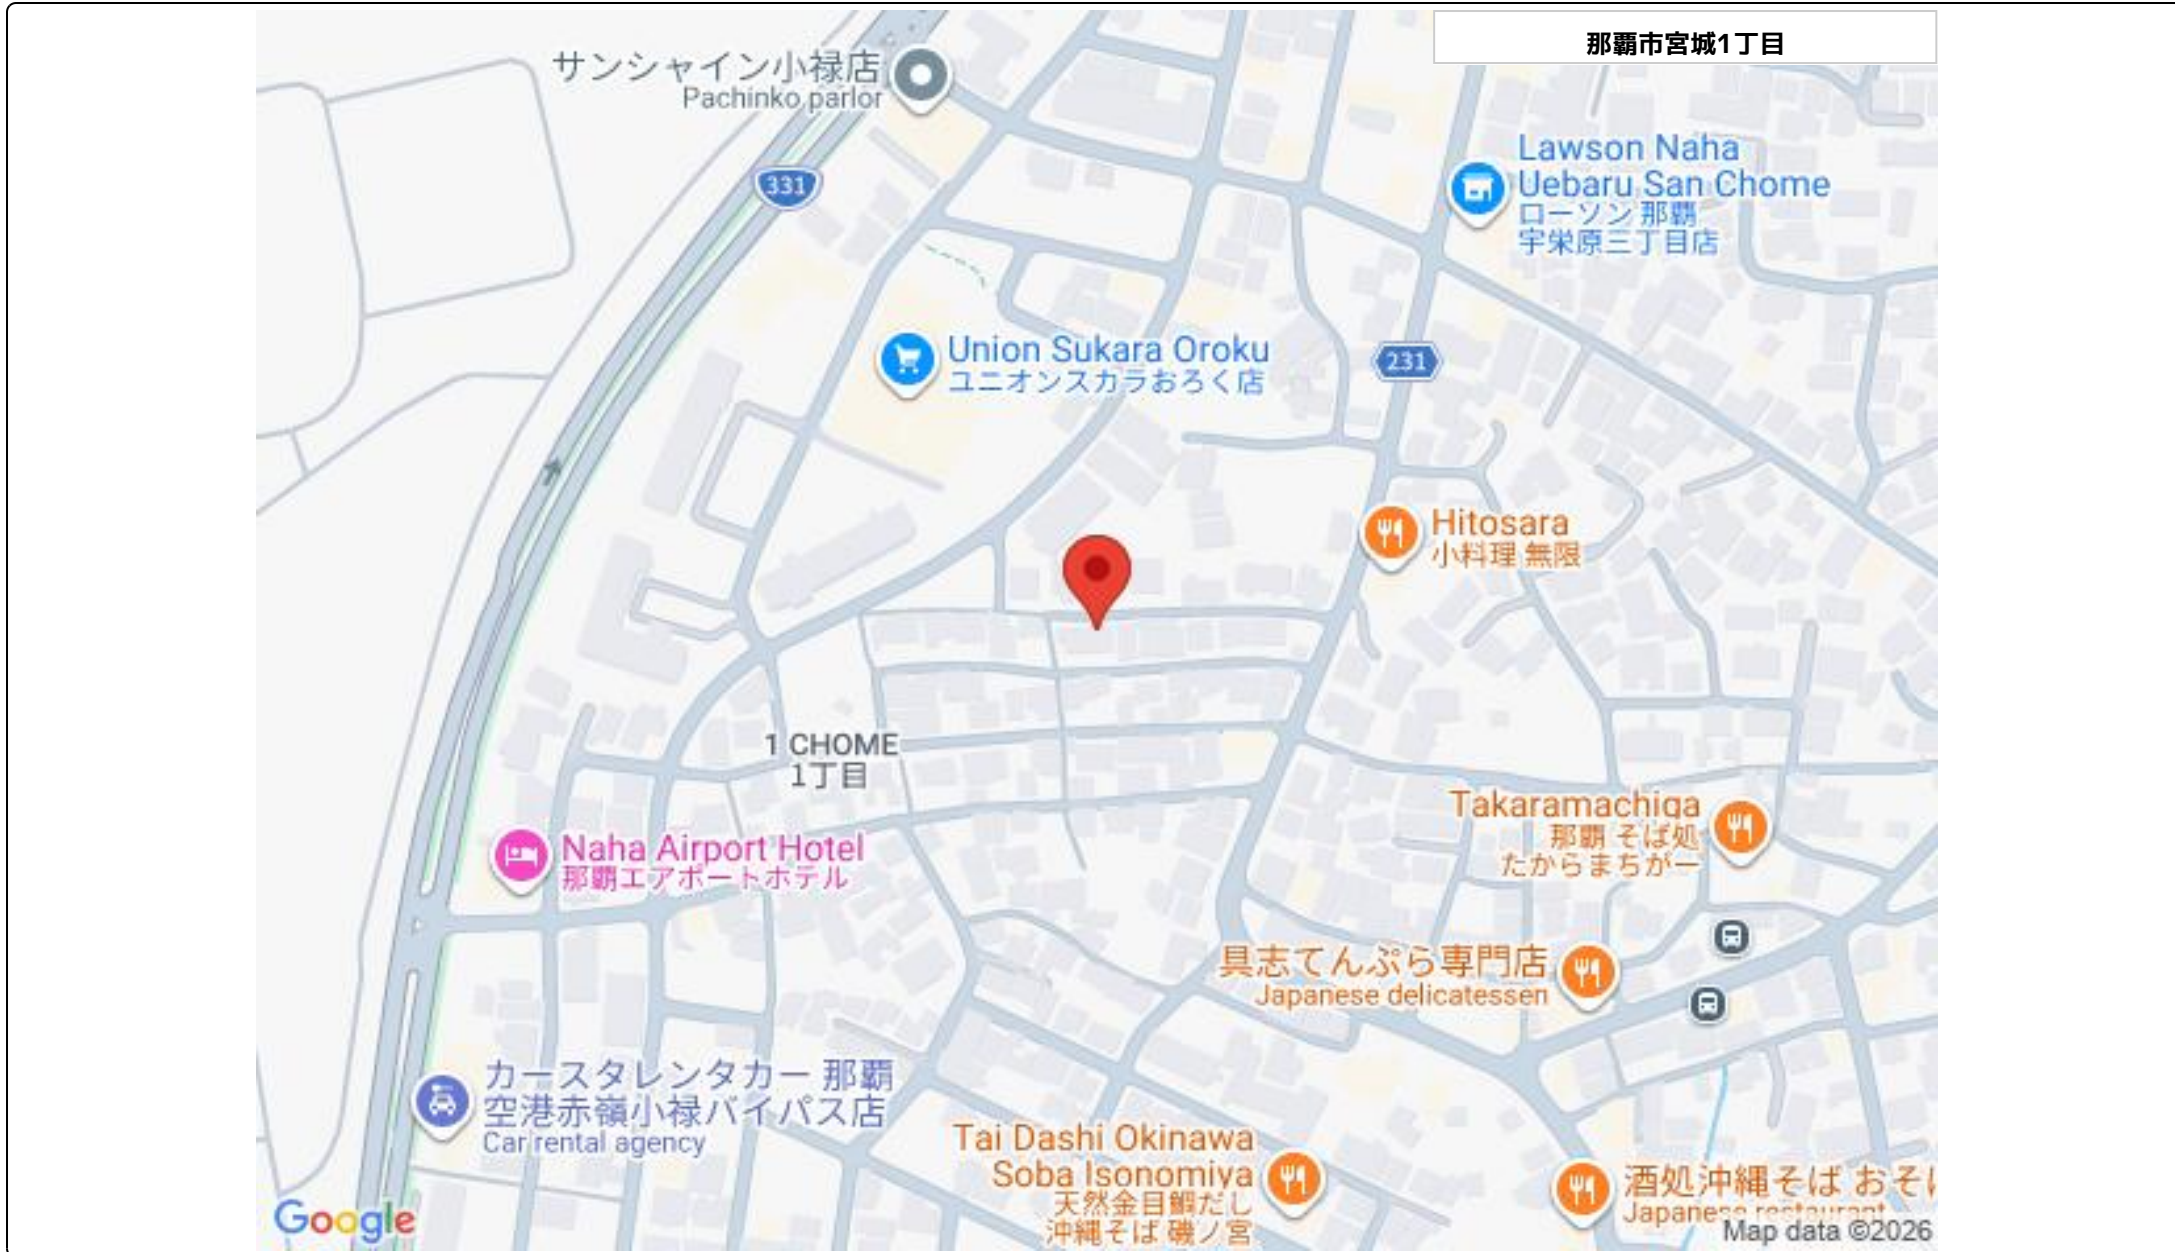 那覇市宮城1丁目
サンシャイン小禄店
Pachinko parlor
331
Lawson Naha
Uebaru San Chome
ローソン 那覇
宇栄原三丁目店
Union Sukara Oroku
ユニオンスカラおろく店
231
Hitosara
小料理 無限
1 CHOME
1丁目
Naha Airport Hotel
那覇エアポートホテル
Takaramachiga
那覇 そば処
たからまちがー
具志てんぷら専門店
Japanese delicatessen
カースタレンタカー 那覇
空港赤嶺小禄バイパス店
Car rental agency
Tai Dashi Okinawa
Soba Isonomiya
天然金目鯛だし
沖縄そば 磯ノ宮
酒処沖縄そば おそ
Japanese restaurant
Google
Map data ©2026